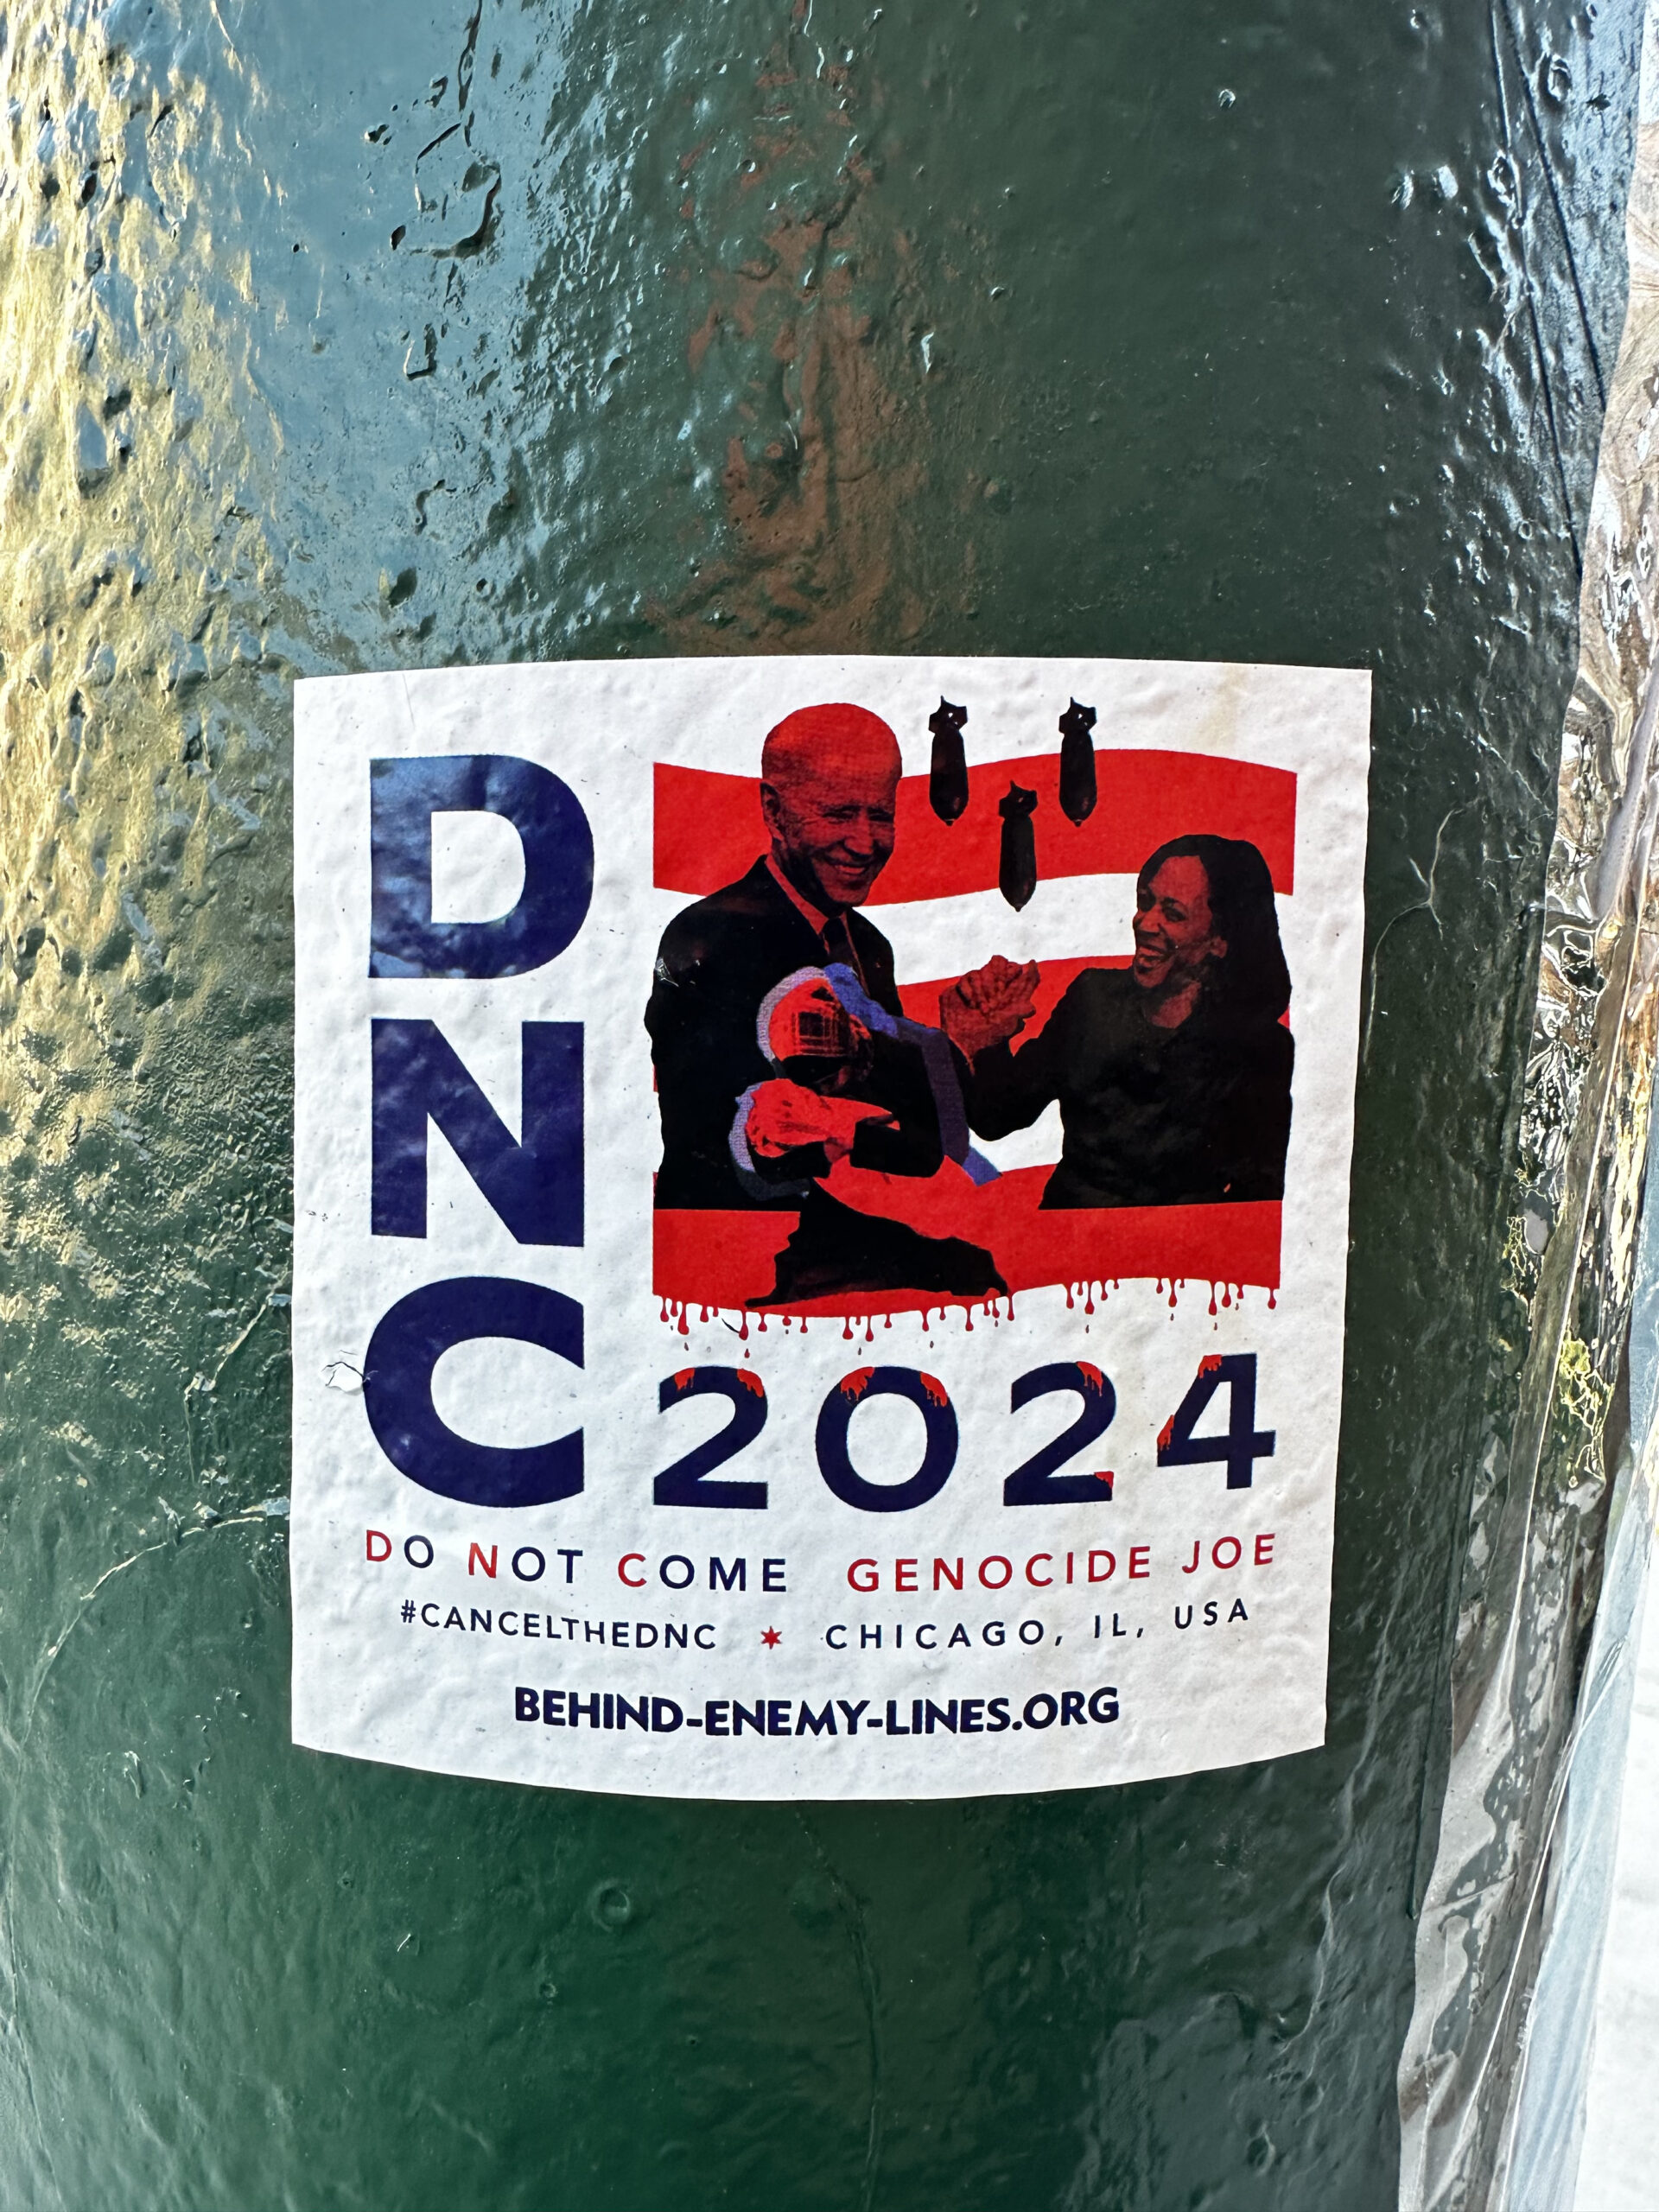 DNC
2024
DO NOT COME GENOCIDE JOE
#CANCELTHEDNC ✶ CHICAGO, IL, USA
BEHIND-ENEMY-LINES.ORG